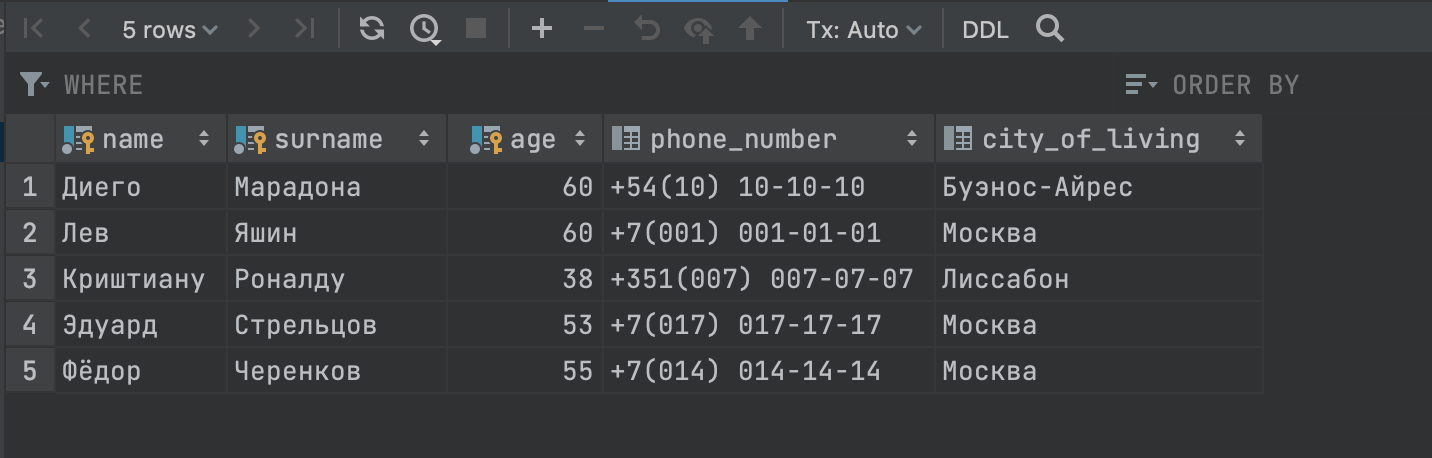 5 rows Tx: Auto DDL
WHERE ORDER BY
name surname age phone_number city_of_living
1 Диего Марадона 60 +54(10) 10-10-10 Буэнос-Айрес
2 Лев Яшин 60 +7(001) 001-01-01 Москва
3 Криштиану Роналду 38 +351(007) 007-07-07 Лиссабон
4 Эдуард Стрельцов 53 +7(017) 017-17-17 Москва
5 Фёдор Черенков 55 +7(014) 014-14-14 Москва